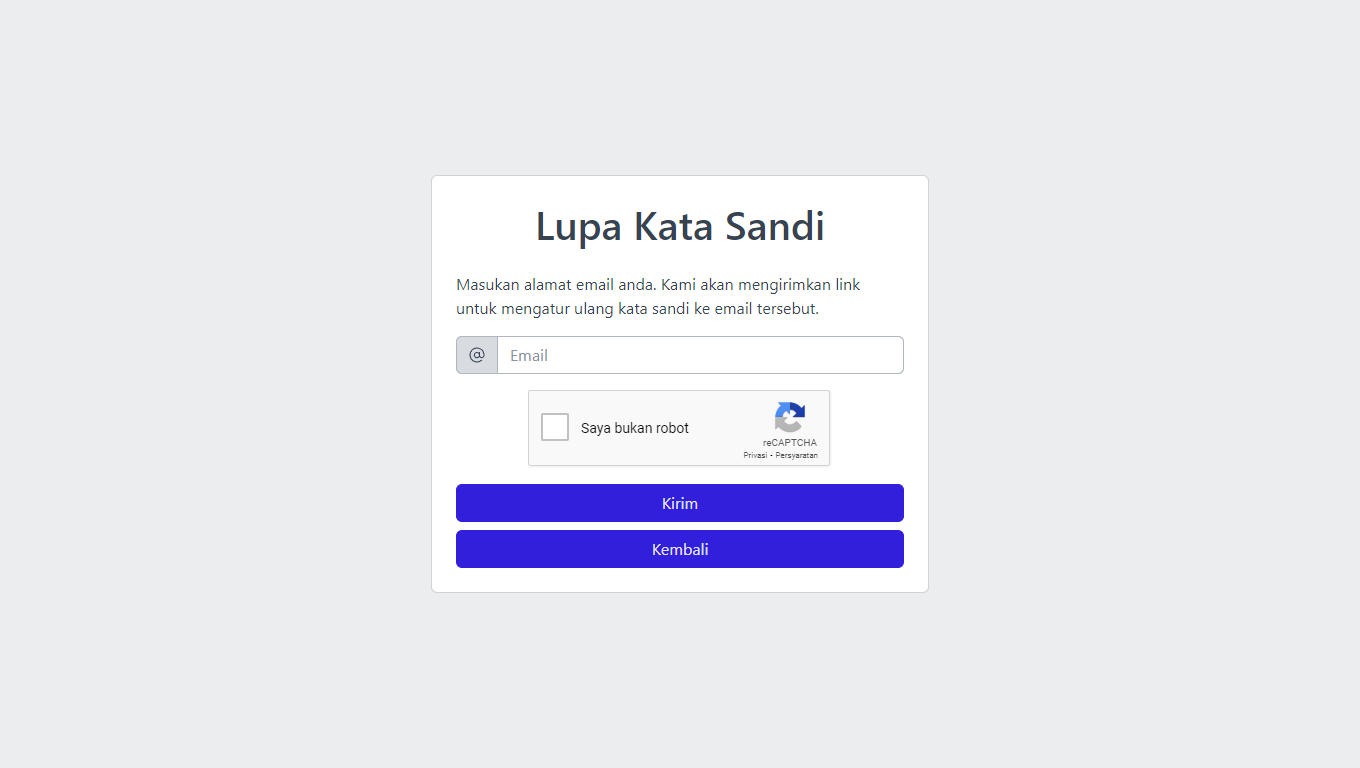 Lupa Kata Sandi
Masukan alamat email anda. Kami akan mengirimkan link
untuk mengatur ulang kata sandi ke email tersebut.
@ Email
Saya bukan robot
reCAPTCHA
Privasi - Persyaratan
Kirim
Kembali